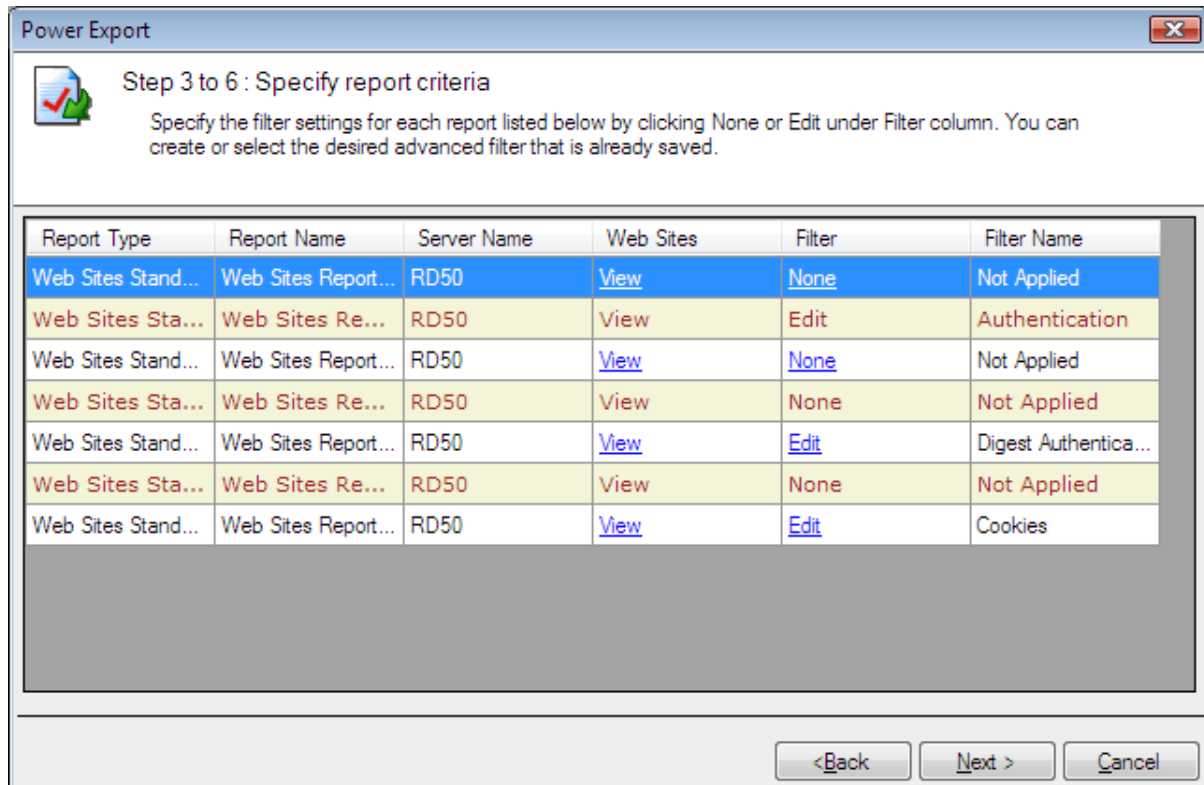 Power Export
Step 3 to 6 : Specify report criteria
Specify the filter settings for each report listed below by clicking None or Edit under Filter column. You can
create or select the desired advanced filter that is already saved.
Report Type Report Name Server Name Web Sites Filter Filter Name
Web Sites Stand... Web Sites Report... RD50 View None Not Applied
Web Sites Sta... Web Sites Re... RD50 View Edit Authentication
Web Sites Stand... Web Sites Report... RD50 View None Not Applied
Web Sites Sta... Web Sites Re... RD50 View None Not Applied
Web Sites Stand... Web Sites Report... RD50 View Edit Digest Authentica...
Web Sites Sta... Web Sites Re... RD50 View None Not Applied
Web Sites Stand... Web Sites Report... RD50 View Edit Cookies
<Back Next > Cancel